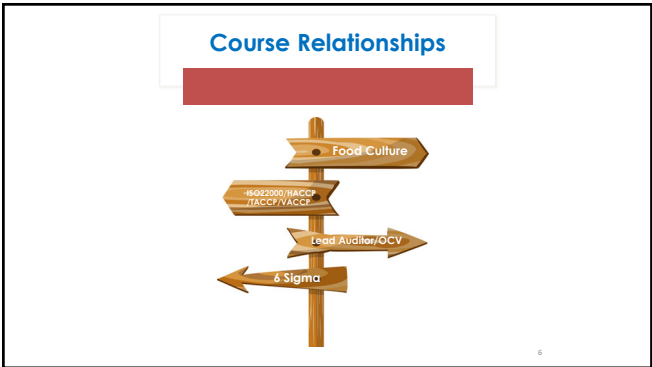 Course Relationships
Food Culture
ISO22000/HACCP
/TACCP/VACCP
Lead Auditor/OCV
6 Sigma
6